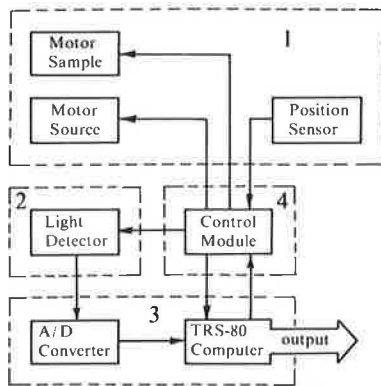 1
Motor
Sample
Motor
Source
Position
Sensor
2
Light
Detector
4
Control
Module
3
A/D
Converter
TRS-80
Computer
output